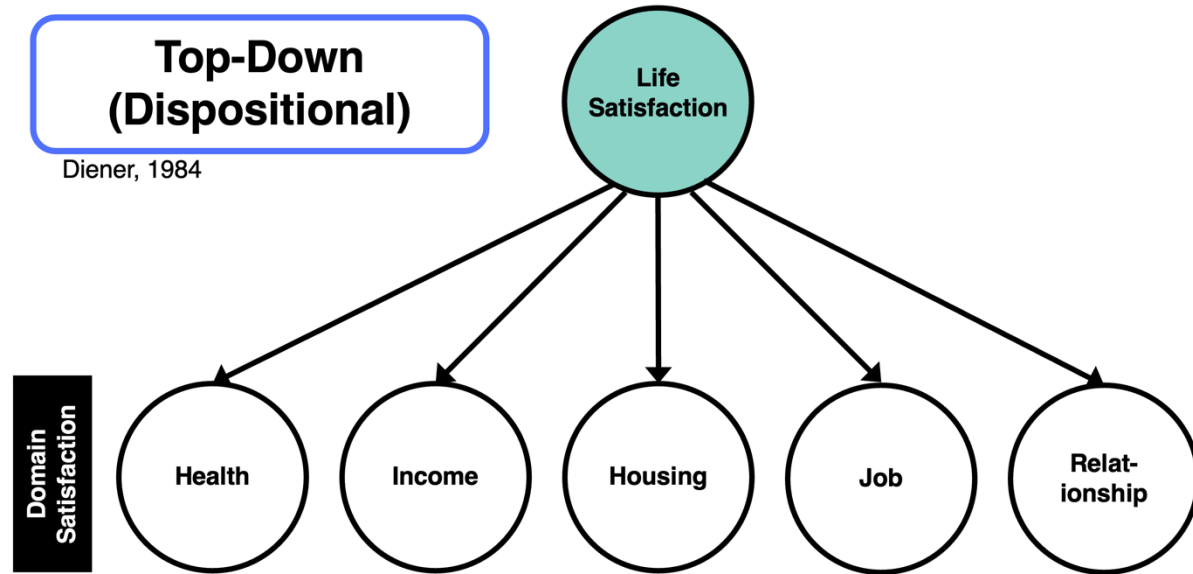 Top-Down
(Dispositional)
Diener, 1984
Life
Satisfaction
Domain
Satisfaction
Health
Income
Housing
Job
Relat-
ionship